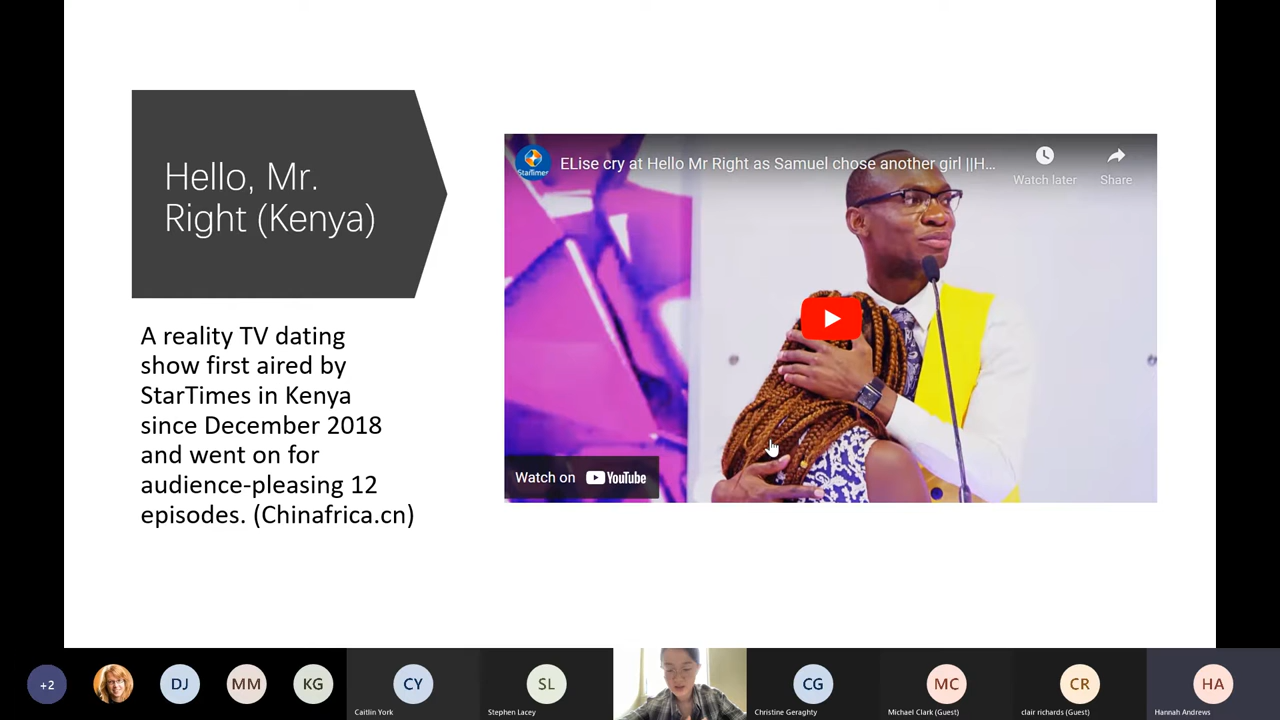 Hello, Mr.
Right (Kenya)
A reality TV dating
show first aired by
StarTimes in Kenya
since December 2018
and went on for
audience-pleasing 12
episodes. (Chinafrica.cn)
StarTimes
ELise cry at Hello Mr Right as Samuel chose another girl ||H...
Watch later
Share
Watch on YouTube
+2
DJ
MM
KG
CY
Caitlin York
SL
Stephen Lacey
CG
Christine Geraghty
MC
Michael Clark (Guest)
CR
clair richards (Guest)
HA
Hannah Andrews